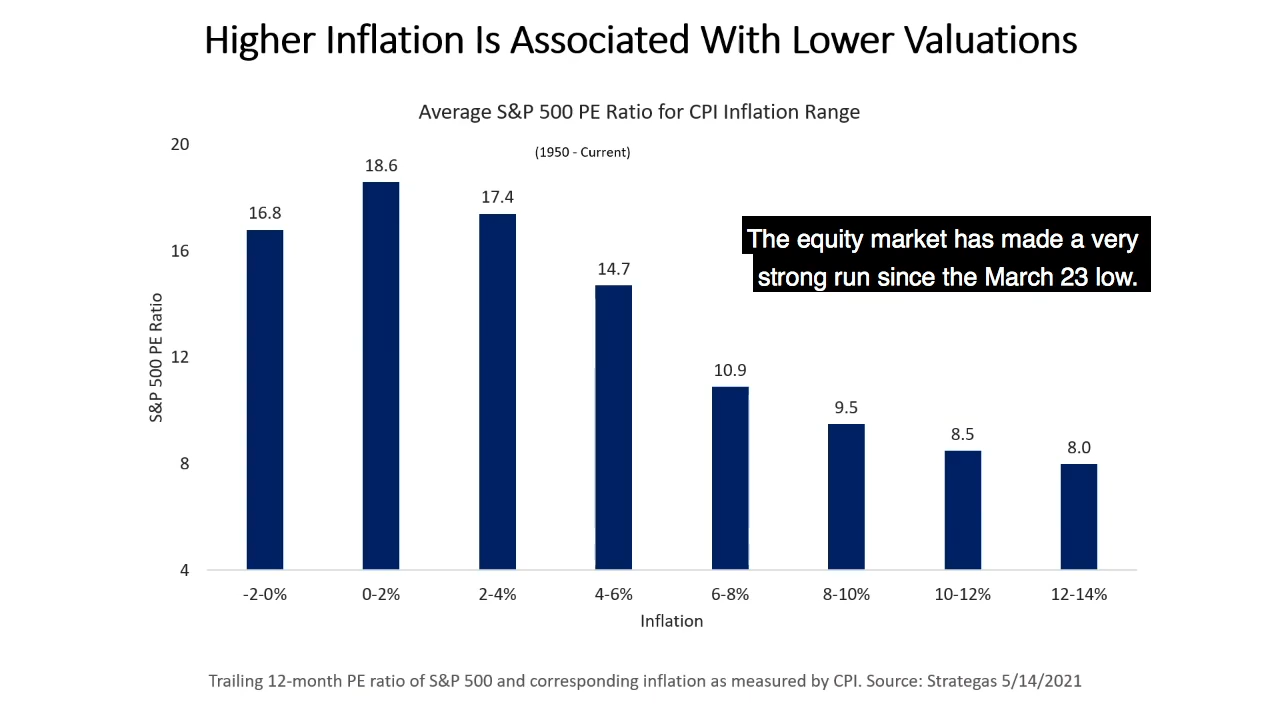 Higher Inflation Is Associated With Lower Valuations
Average S&P 500 PE Ratio for CPI Inflation Range
(1950 - Current)
S&P 500 PE Ratio
20
16
12
8
4
16.8
18.6
17.4
14.7
10.9
9.5
8.5
8.0
The equity market has made a very
strong run since the March 23 low.
-2-0% 0-2% 2-4% 4-6% 6-8% 8-10% 10-12% 12-14%
Inflation
Trailing 12-month PE ratio of S&P 500 and corresponding inflation as measured by CPI. Source: Strategas 5/14/2021